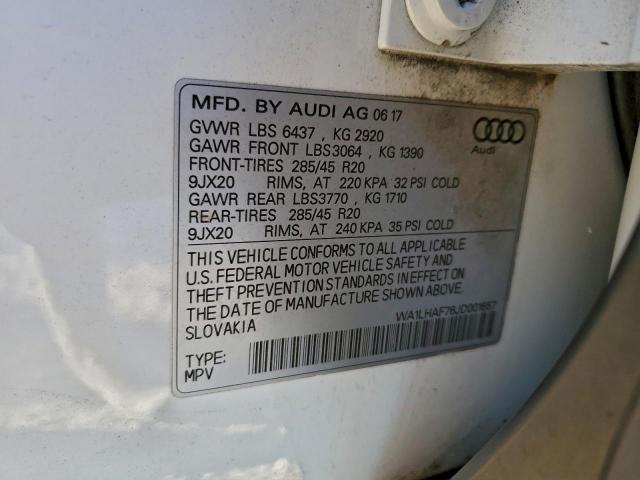 MFD. BY AUDI AG 06 17
GVWR LBS 6437 , KG 2920
GAWR FRONT LBS3064 , KG 1390
FRONT-TIRES 285/45 R20
9JX20 RIMS, AT 220 KPA 32 PSI COLD
GAWR REAR LBS3770 , KG 1710
REAR-TIRES 285/45 R20
9JX20 RIMS, AT 240 KPA 35 PSI COLD
Audi
THIS VEHICLE CONFORMS TO ALL APPLICABLE
U.S. FEDERAL MOTOR VEHICLE SAFETY AND
THEFT PREVENTION STANDARDS IN EFFECT ON
THE DATE OF MANUFACTURE SHOWN ABOVE.
SLOVAKIA
WA1LHAF76JD001657
TYPE:
MPV